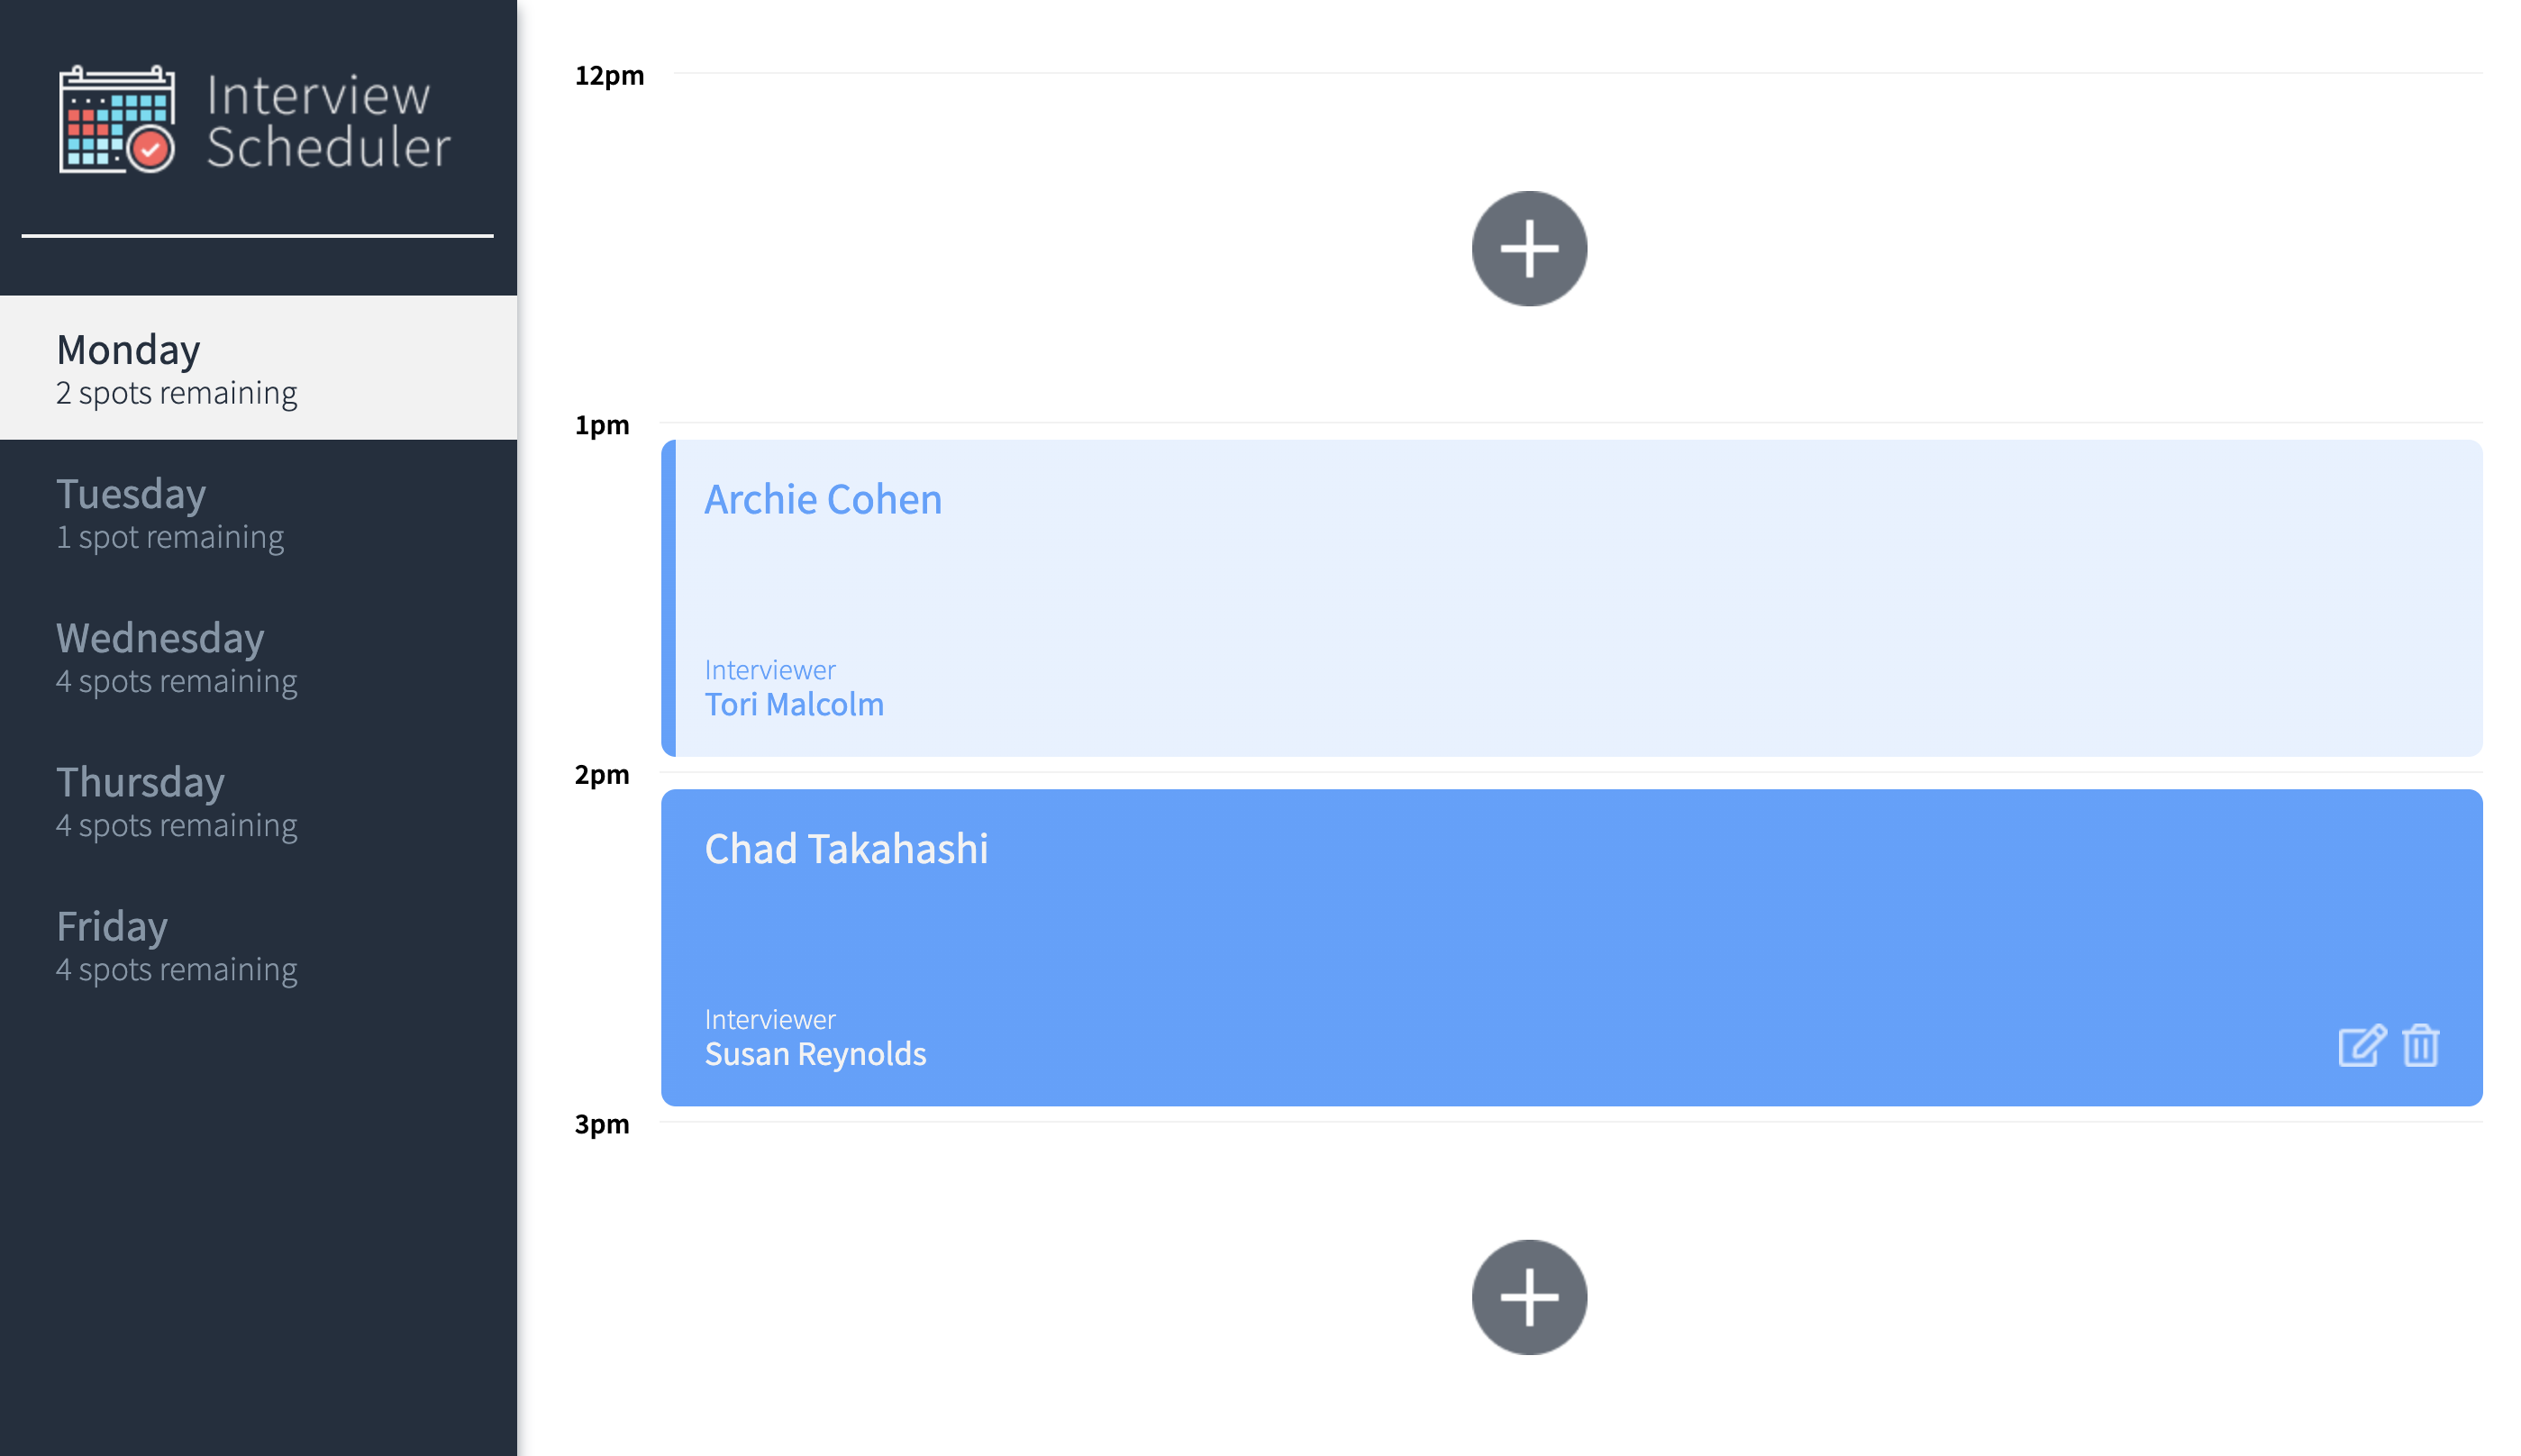 Interview
Scheduler
Monday
2 spots remaining
Tuesday
1 spot remaining
Wednesday
4 spots remaining
Thursday
4 spots remaining
Friday
4 spots remaining
12pm
1pm
Archie Cohen
Interviewer
Tori Malcolm
2pm
Chad Takahashi
Interviewer
Susan Reynolds
3pm